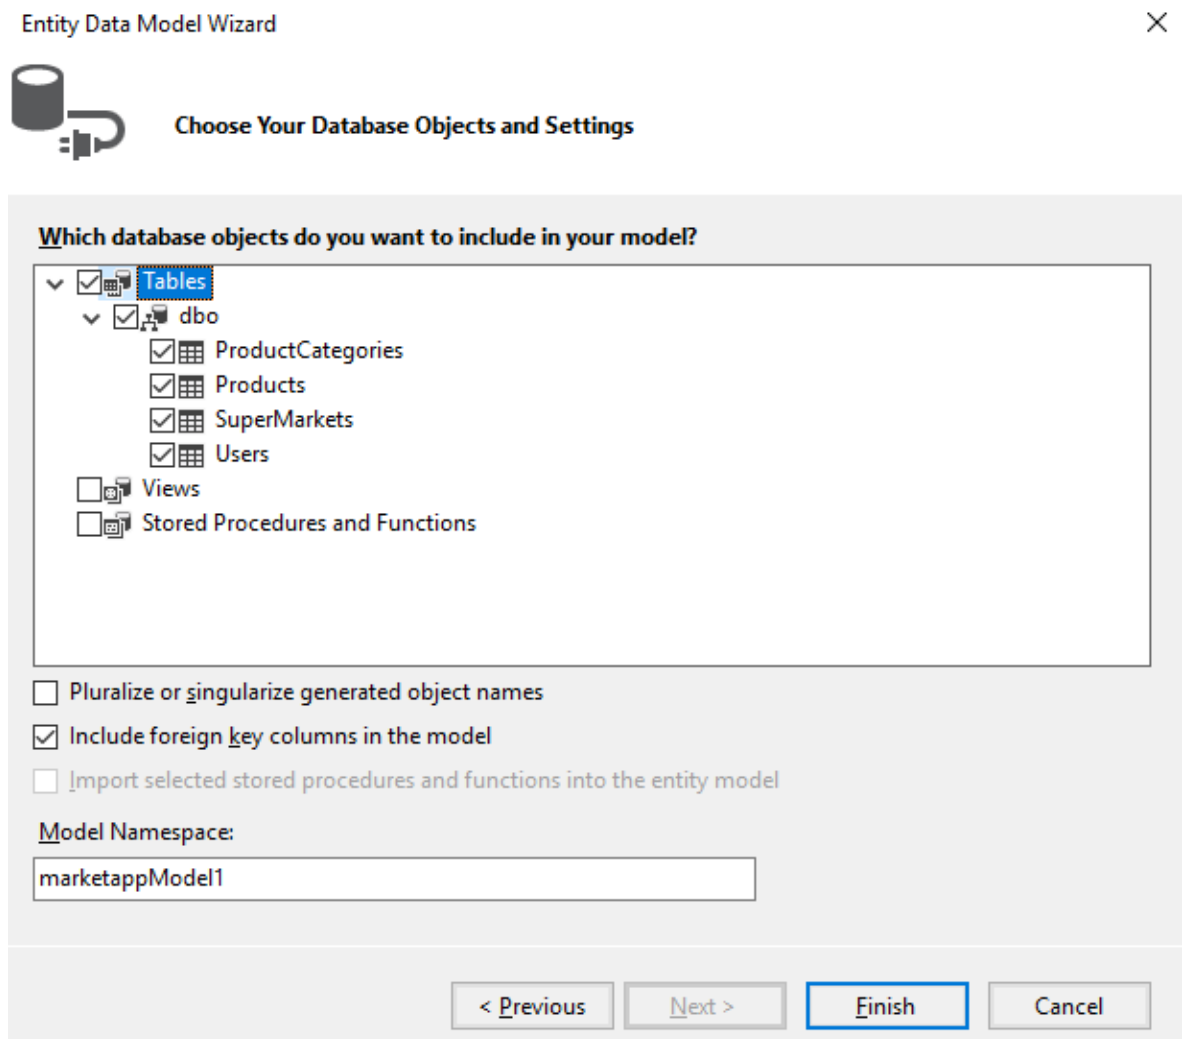 Entity Data Model Wizard
Choose Your Database Objects and Settings
Which database objects do you want to include in your model?
Tables
dbo
ProductCategories
Products
SuperMarkets
Users
Views
Stored Procedures and Functions
Pluralize or singularize generated object names
Include foreign key columns in the model
Import selected stored procedures and functions into the entity model
Model Namespace:
marketappModel1
< Previous Next > Finish Cancel